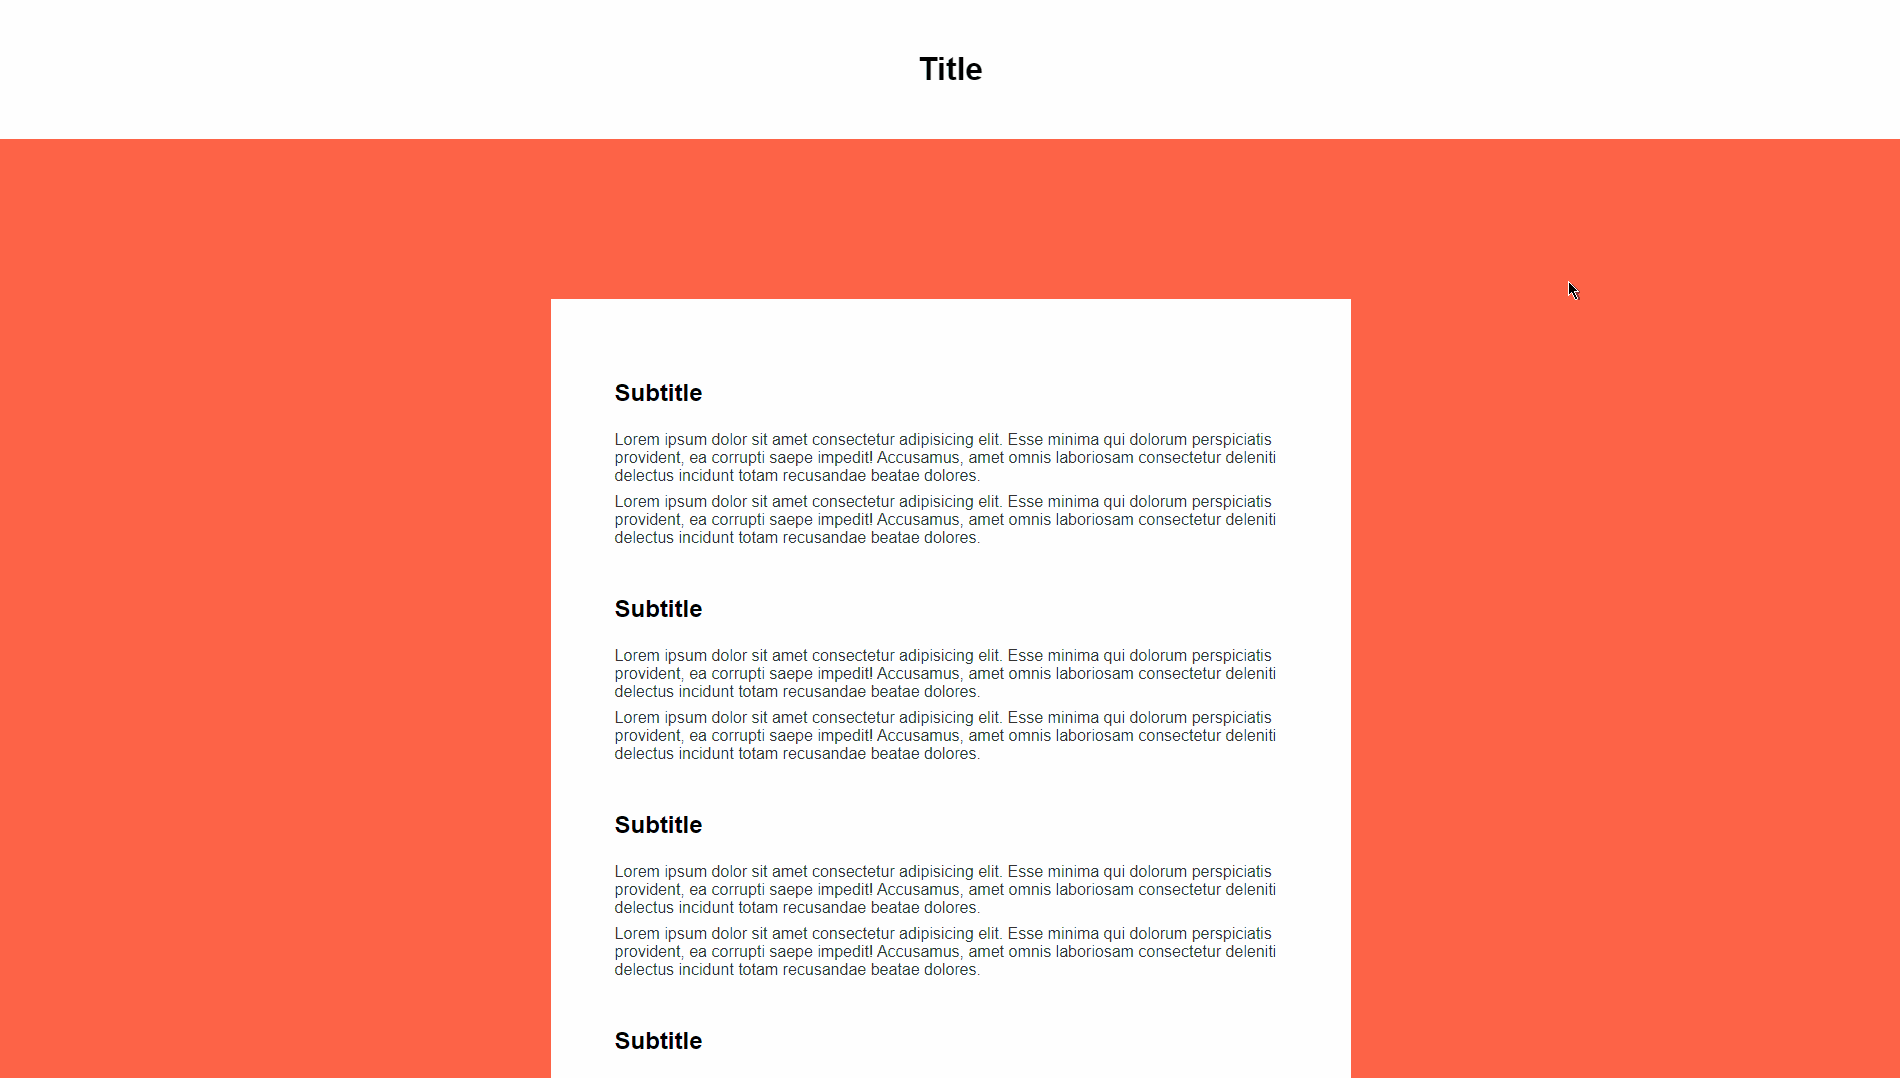 Title
Subtitle
Lorem ipsum dolor sit amet consectetur adipisicing elit. Esse minima qui dolorum perspiciatis
provident, ea corrupti saepe impedit! Accusamus, amet omnis laboriosam consectetur deleniti
delectus incidunt totam recusandae beatae dolores.
Lorem ipsum dolor sit amet consectetur adipisicing elit. Esse minima qui dolorum perspiciatis
provident, ea corrupti saepe impedit! Accusamus, amet omnis laboriosam consectetur deleniti
delectus incidunt totam recusandae beatae dolores.
Subtitle
Lorem ipsum dolor sit amet consectetur adipisicing elit. Esse minima qui dolorum perspiciatis
provident, ea corrupti saepe impedit! Accusamus, amet omnis laboriosam consectetur deleniti
delectus incidunt totam recusandae beatae dolores.
Lorem ipsum dolor sit amet consectetur adipisicing elit. Esse minima qui dolorum perspiciatis
provident, ea corrupti saepe impedit! Accusamus, amet omnis laboriosam consectetur deleniti
delectus incidunt totam recusandae beatae dolores.
Subtitle
Lorem ipsum dolor sit amet consectetur adipisicing elit. Esse minima qui dolorum perspiciatis
provident, ea corrupti saepe impedit! Accusamus, amet omnis laboriosam consectetur deleniti
delectus incidunt totam recusandae beatae dolores.
Lorem ipsum dolor sit amet consectetur adipisicing elit. Esse minima qui dolorum perspiciatis
provident, ea corrupti saepe impedit! Accusamus, amet omnis laboriosam consectetur deleniti
delectus incidunt totam recusandae beatae dolores.
Subtitle